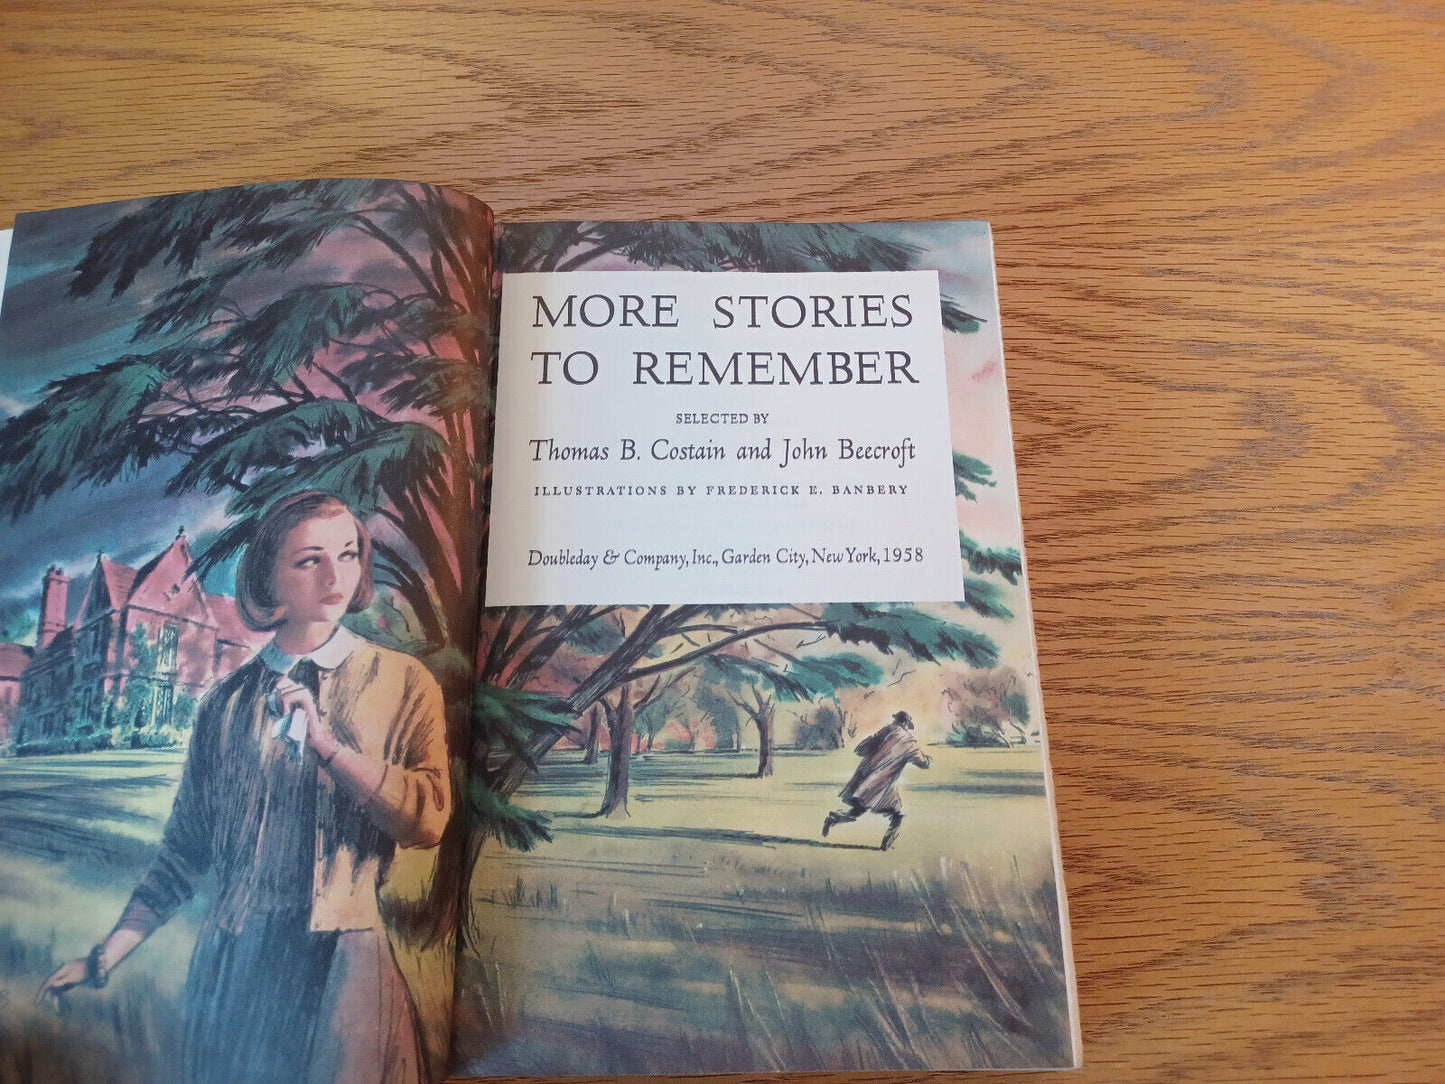 MORE STORIES
TO REMEMBER
SELECTED BY
Thomas B. Costain and John Beecroft
ILLUSTRATIONS BY FREDERICK E. BANBERY
Doubleday & Company, Inc., Garden City, New York, 1958